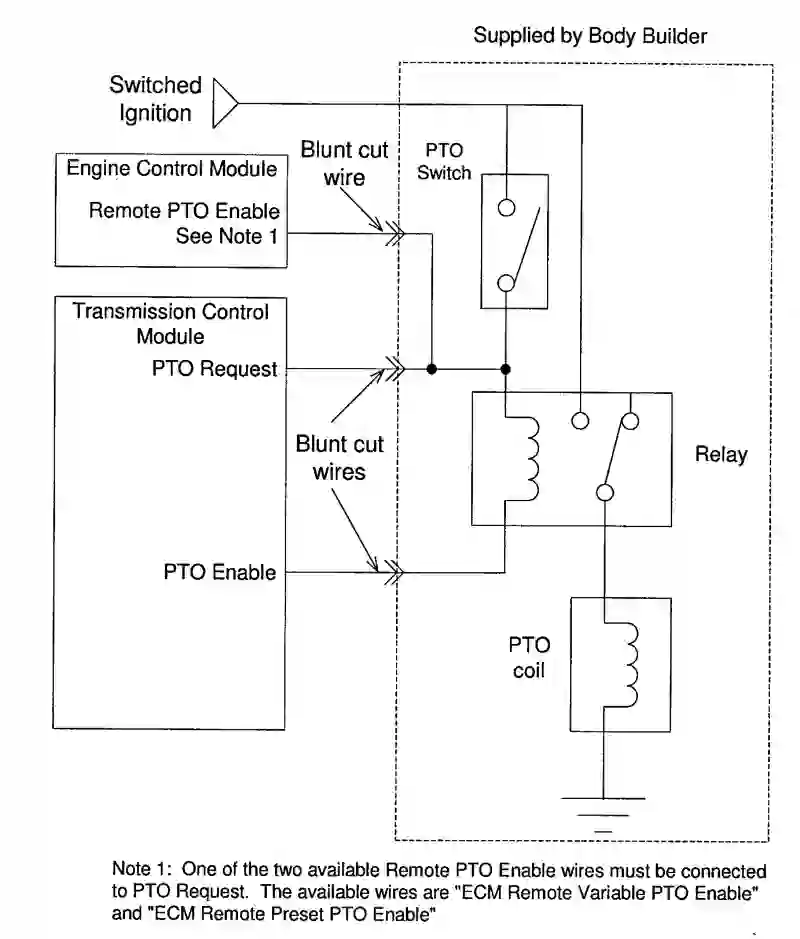 Supplied by Body Builder
Switched
Ignition
Blunt cut
wire
PTO
Switch
Engine Control Module
Remote PTO Enable
See Note 1
Transmission Control
Module
PTO Request
Blunt cut
wires
Relay
PTO Enable
PTO
coil
Note 1: One of the two available Remote PTO Enable wires must be connected
to PTO Request. The available wires are "ECM Remote Variable PTO Enable"
and "ECM Remote Preset PTO Enable"